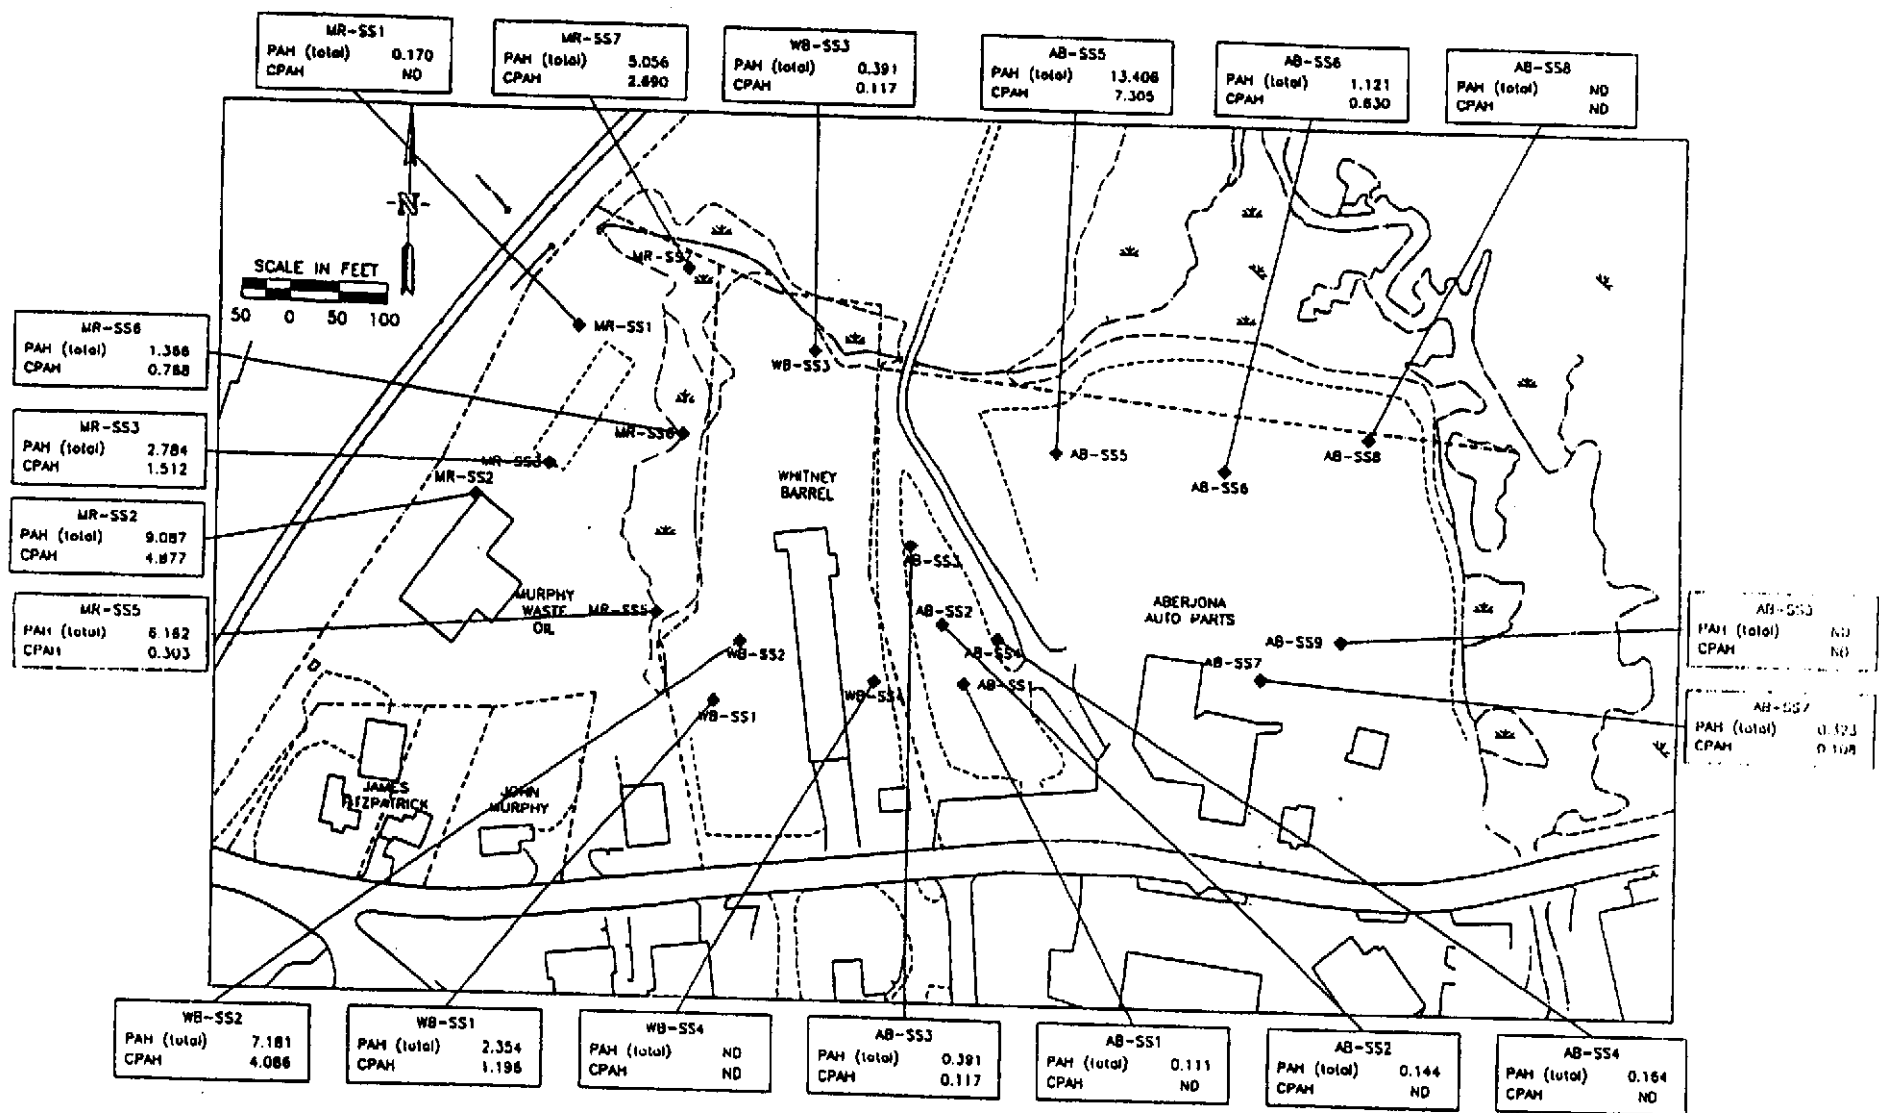 MR-SS1
PAH (total) 0.170
CPAH ND
MR-SS7
PAH (total) 5.056
CPAH 2.690
WB-SS3
PAH (total) 0.391
CPAH 0.117
AB-SS5
PAH (total) 13.406
CPAH 7.305
AB-SS6
PAH (total) 1.121
CPAH 0.630
AB-SS8
PAH (total) ND
CPAH ND
N
SCALE IN FEET
50 0 50 100
MR-SS6
PAH (total) 1.366
CPAH 0.768
MR-SS3
PAH (total) 2.784
CPAH 1.512
MR-SS2
PAH (total) 9.087
CPAH 4.877
MR-SS5
PAH (total) 6.162
CPAH 0.303
MR-SS7
MR-SS1
WB-SS3
MR-SS6
MR-SS3
MR-SS2
AB-SS5
AB-SS6
AB-SS8
WHITNEY
BARREL
AB-SS3
MURPHY
WASTE
OIL
MR-SS5
AB-SS2
ABERJONA
AUTO PARTS
WB-SS2
AB-SS4
AB-SS9
AB-SS7
WB-SS4
AB-SS1
WB-SS1
JAMES
FITZPATRICK
JOHN
MURPHY
PAH (total) ND
CPAH ND
AB-SS7
PAH (total) 0.323
CPAH 0.108
WB-SS2
PAH (total) 7.181
CPAH 4.086
WB-SS1
PAH (total) 2.354
CPAH 1.196
WB-SS4
PAH (total) ND
CPAH ND
AB-SS3
PAH (total) 0.391
CPAH 0.117
AB-SS1
PAH (total) 0.111
CPAH ND
AB-SS2
PAH (total) 0.144
CPAH ND
AB-SS4
PAH (total) 0.164
CPAH ND